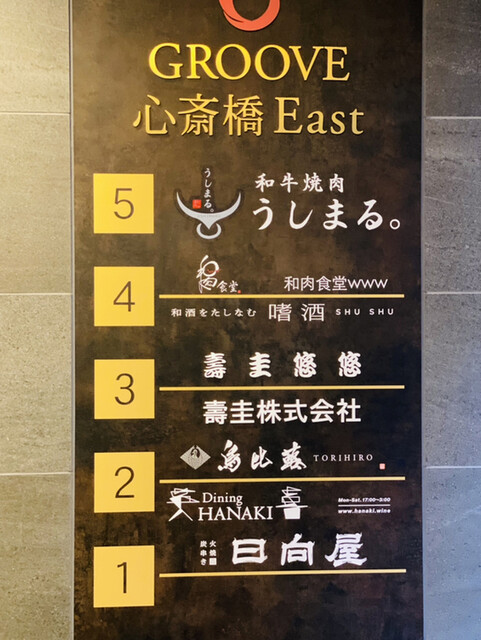 GROOVE
心斎橋 East
5
うしまる。
和牛焼肉
うしまる。
4
和肉食堂
和肉食堂www
和酒をたしなむ 嗜酒 SHU SHU
3
壽圭悠悠
壽圭株式会社
2
TORIHIRO
Dining
HANAKI
Mon-Sat. 17:00~3:00
www.hanaki.wine
1
炭火串焼き
日向屋